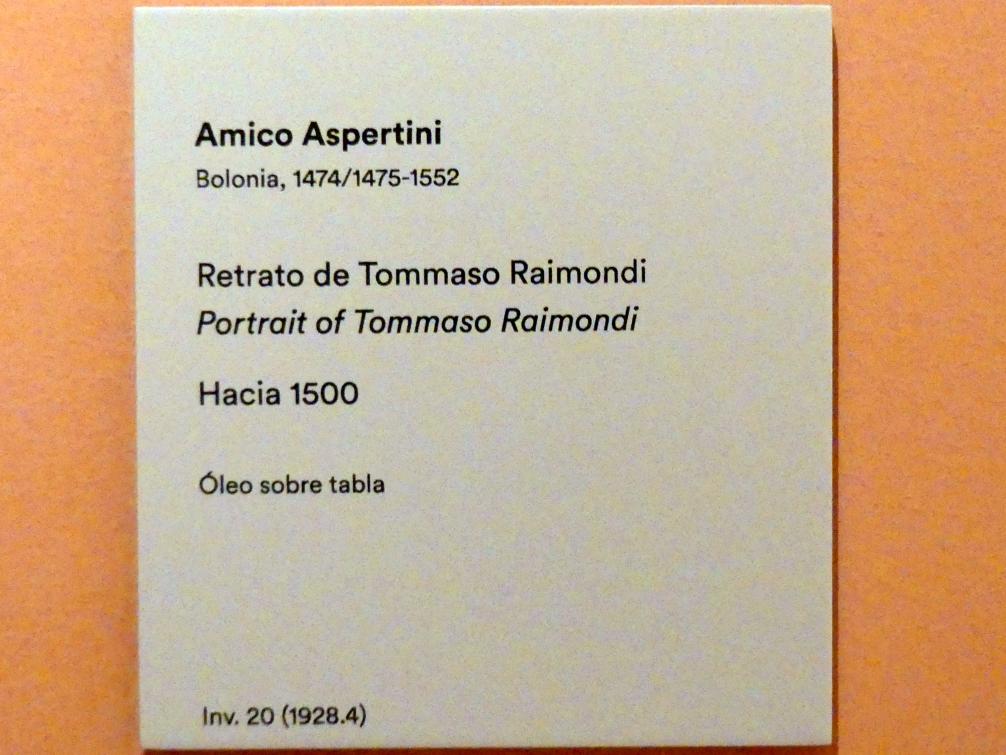 Amico Aspertini
Bolonia, 1474/1475-1552
Retrato de Tommaso Raimondi
Portrait of Tommaso Raimondi
Hacia 1500
Óleo sobre tabla
Inv. 20 (1928.4)